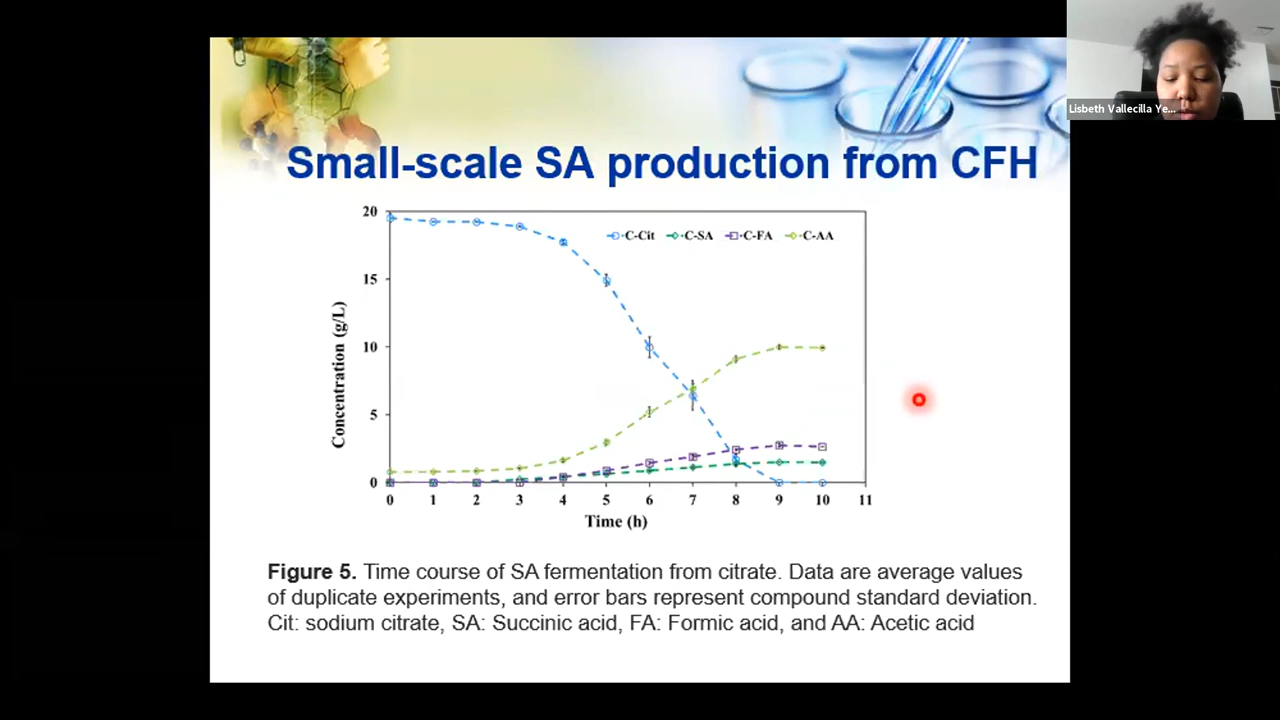 Lisbeth Vallecilla Ye...
Small-scale SA production from CFH
20
15
10
5
0
Concentration (g/L)
C-Cit C-SA C-FA C-AA
0 1 2 3 4 5 6 7 8 9 10 11
Time (h)
Figure 5. Time course of SA fermentation from citrate. Data are average values
of duplicate experiments, and error bars represent compound standard deviation.
Cit: sodium citrate, SA: Succinic acid, FA: Formic acid, and AA: Acetic acid